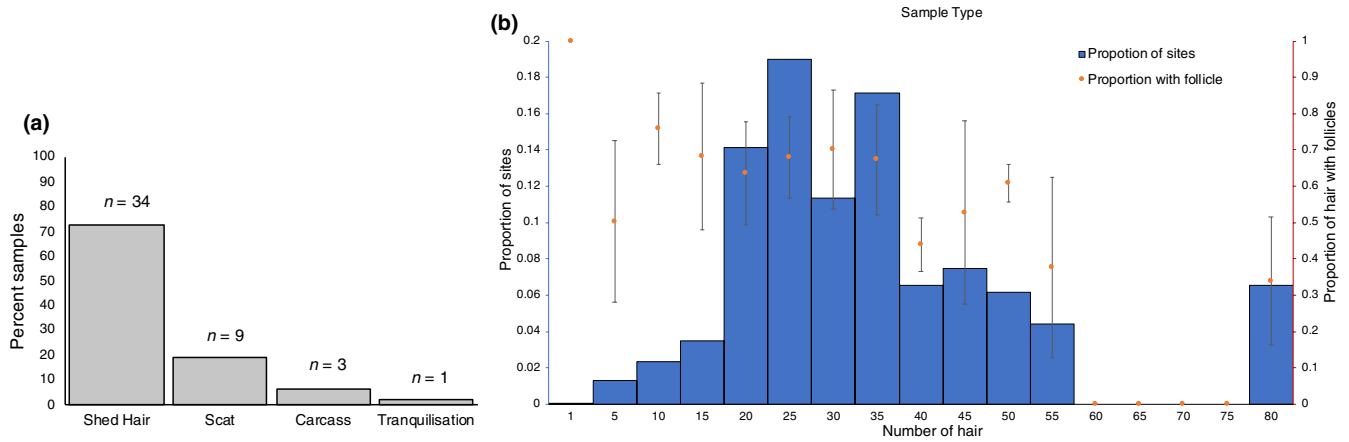 (a)
Percent samples
100
90
80
70
60
50
40
30
20
10
0
n = 34
n = 9
n = 3
n = 1
Shed Hair Scat Carcass Tranquilisation
(b)
Sample Type
Proportion of sites
0.2
0.18
0.16
0.14
0.12
0.1
0.08
0.06
0.04
0.02
0
Propotion of sites
Proportion with follicle
1
0.9
0.8
0.7
0.6
0.5
0.4
0.3
0.2
0.1
0
Proportion of hair with follicles
1 5 10 15 20 25 30 35 40 45 50 55 60 65 70 75 80
Number of hair